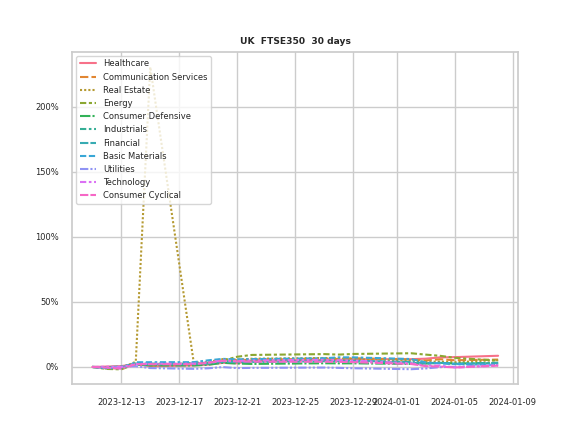 UK FTSE350 30 days
Healthcare
Communication Services
Real Estate
Energy
Consumer Defensive
Industrials
Financial
Basic Materials
Utilities
Technology
Consumer Cyclical
200%
150%
100%
50%
0%
2023-12-13 2023-12-17 2023-12-21 2023-12-25 2023-12-29 2024-01-01 2024-01-05 2024-01-09